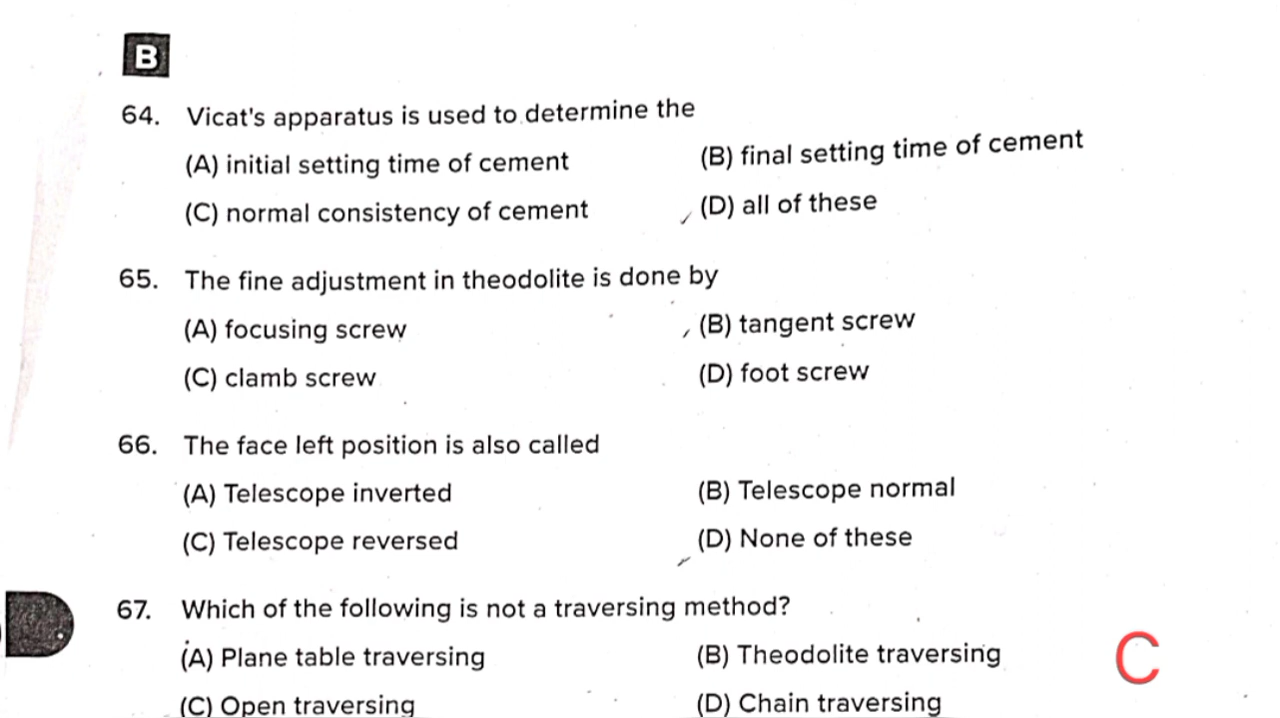 B
64. Vicat's apparatus is used to determine the
(A) initial setting time of cement (B) final setting time of cement
(C) normal consistency of cement (D) all of these
65. The fine adjustment in theodolite is done by
(A) focusing screw (B) tangent screw
(C) clamb screw (D) foot screw
66. The face left position is also called
(A) Telescope inverted (B) Telescope normal
(C) Telescope reversed (D) None of these
67. Which of the following is not a traversing method?
(A) Plane table traversing (B) Theodolite traversing C
(C) Open traversing (D) Chain traversing